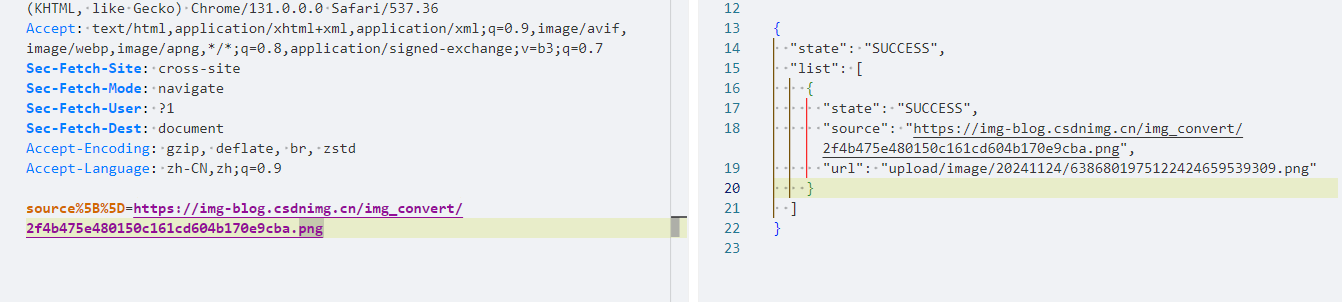 (KHTML, like Gecko) Chrome/131.0.0.0 Safari/537.36
Accept: text/html,application/xhtml+xml,application/xml;q=0.9,image/avif,
image/webp,image/apng,*/*;q=0.8,application/signed-exchange;v=b3;q=0.7
Sec-Fetch-Site: cross-site
Sec-Fetch-Mode: navigate
Sec-Fetch-User: ?1
Sec-Fetch-Dest: document
Accept-Encoding: gzip, deflate, br, zstd
Accept-Language: zh-CN,zh;q=0.9
source%5B%5D=https://img-blog.csdnimg.cn/img_convert/
2f4b475e480150c161cd604b170e9cba.png
12
13 {
14 "state": "SUCCESS",
15 "list": [
16 {
17 "state": "SUCCESS",
18 "source": "https://img-blog.csdnimg.cn/img_convert/
2f4b475e480150c161cd604b170e9cba.png",
19 "url": "upload/image/20241124/6386801975122424659539309.png"
20 }
21 ]
22 }
23